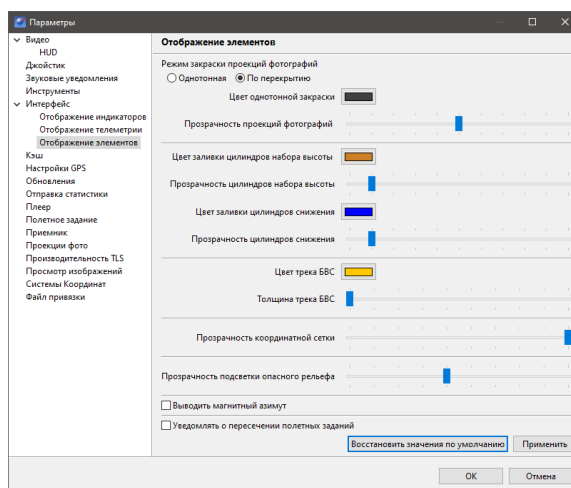 Параметры
Видео
HUD
Джойстик
Звуковые уведомления
Инструменты
Интерфейс
Отображение индикаторов
Отображение телеметрии
Отображение элементов
Кэш
Настройки GPS
Обновления
Отправка статистики
Плеер
Полетное задание
Приемник
Проекции фото
Производительность TLS
Просмотр изображений
Системы Координат
Файл привязки
Отображение элементов
Режим закраски проекций фотографий
Однотонная По перекрытию
Цвет однотонной закраски
Прозрачность проекций фотографий
Цвет заливки цилиндров набора высоты
Прозрачность цилиндров набора высоты
Цвет заливки цилиндров снижения
Прозрачность цилиндров снижения
Цвет трека БВС
Толщина трека БВС
Прозрачность координатной сетки
Прозрачность подсветки опасного рельефа
Выводить магнитный азимут
Уведомлять о пересечении полетных заданий
Восстановить значения по умолчанию Применить
OK Отмена